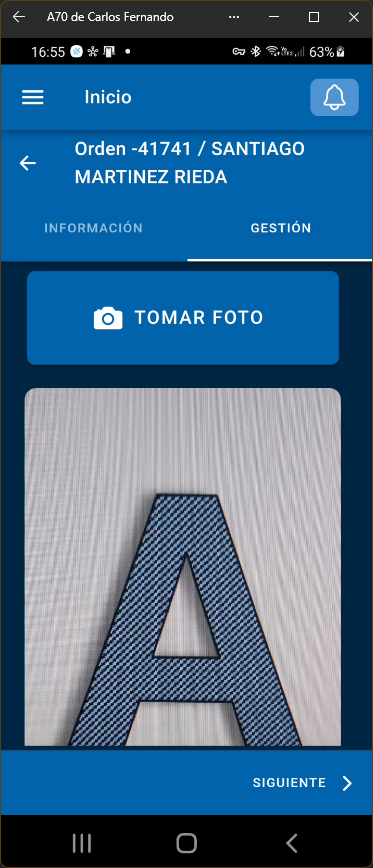 A70 de Carlos Fernando
16:55
63%
Inicio
Orden -41741 / SANTIAGO
MARTINEZ RIEDA
INFORMACIÓN
GESTIÓN
TOMAR FOTO
A
SIGUIENTE